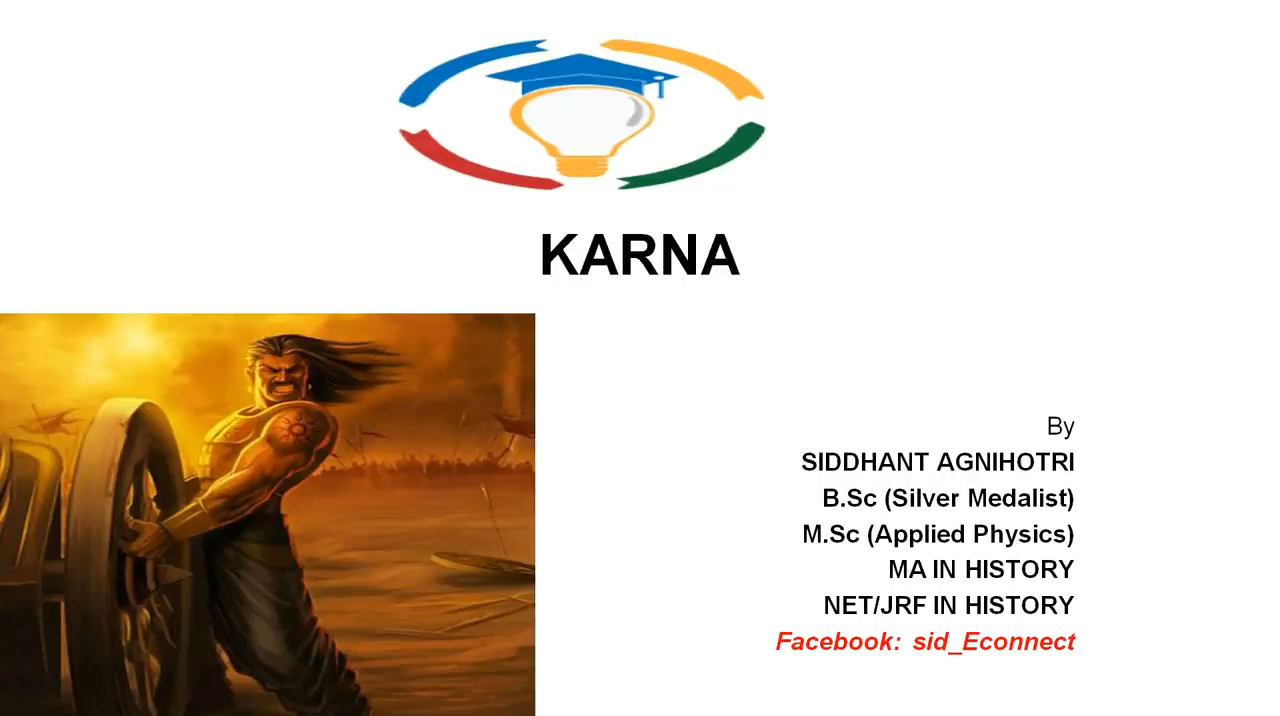 KARNA
By
SIDDHANT AGNIHOTRI
B.Sc (Silver Medalist)
M.Sc (Applied Physics)
MA IN HISTORY
NET/JRF IN HISTORY
Facebook: sid_Econnect